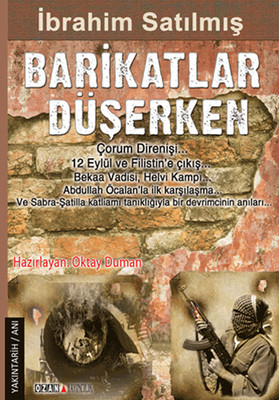 İbrahim Satılmış
BARİKATLAR
DÜŞERKEN
Çorum Direnişi...
12 Eylül ve Filistin'e çıkış...
Bekaa Vadisi, Helvi Kampı...
Abdullah Öcalan'la ilk karşılaşma...
Ve Sabra-Şatilla katliamı tanıklığıyla bir devrimcinin anıları...
Hazırlayan: Oktay Duman
YAKINTARİH / ANI
OZAN